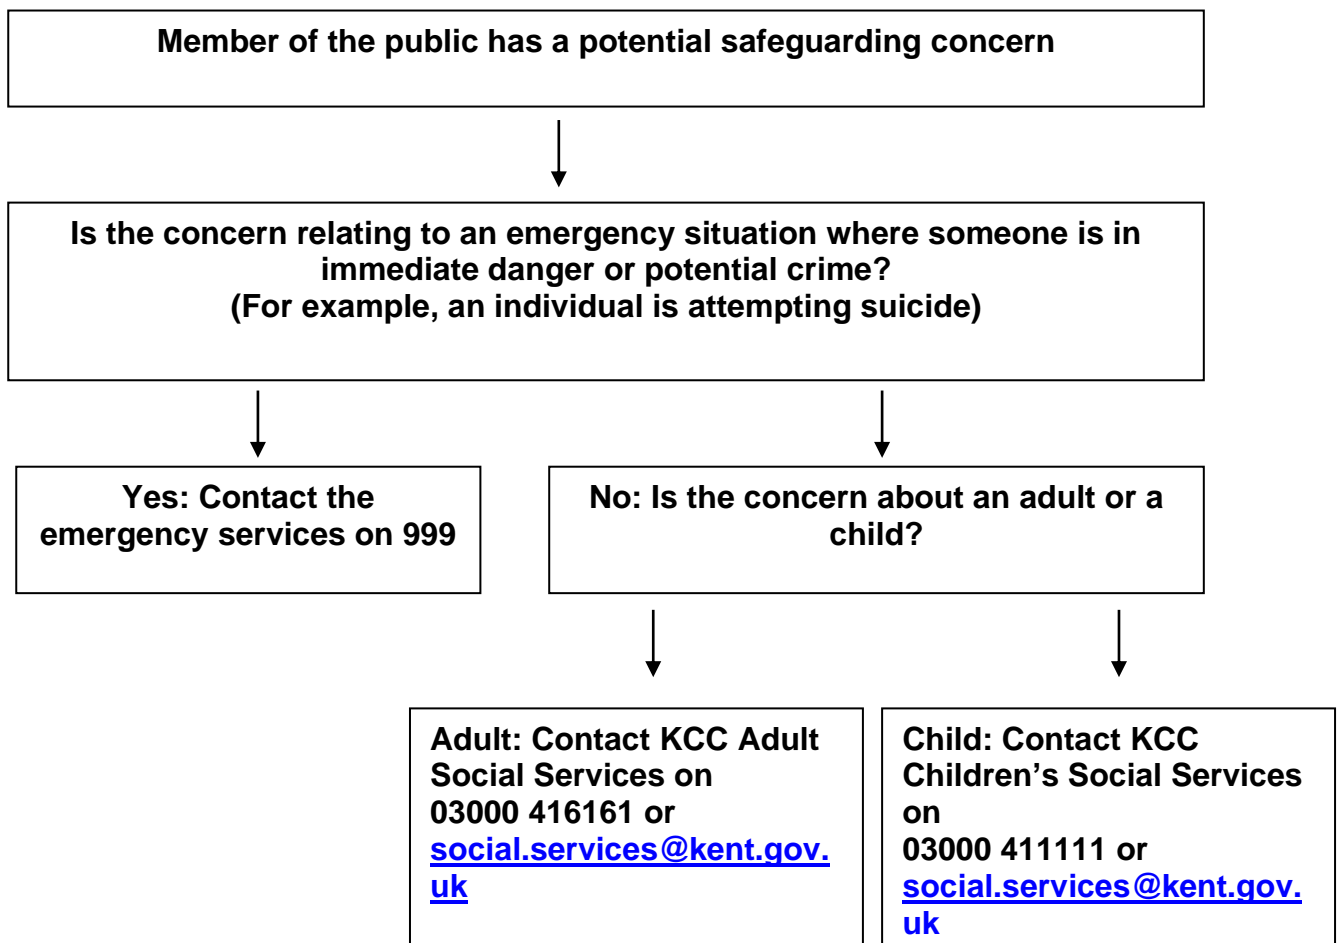 Member of the public has a potential safeguarding concern
Is the concern relating to an emergency situation where someone is in
immediate danger or potential crime?
(For example, an individual is attempting suicide)
Yes: Contact the
emergency services on 999
No: Is the concern about an adult or a
child?
Adult: Contact KCC Adult
Social Services on
03000 416161 or
social.services@kent.gov.
uk
Child: Contact KCC
Children’s Social Services
on
03000 411111 or
social.services@kent.gov.
uk